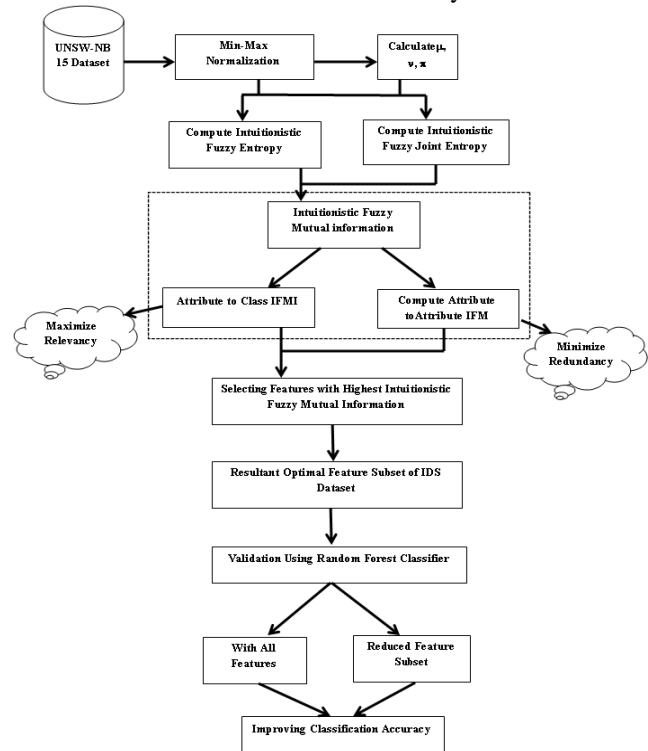 UNSW-NB
15 Dataset
Min-Max
Normalization
Calculateμ,
ν, π
Compute Intuitionistic
Fuzzy Entropy
Compute Intuitionistic
Fuzzy Joint Entropy
Intuitionistic Fuzzy
Mutual information
Attribute to Class IFMI
Compute Attribute
toAttribute IFM
Maximize
Relevancy
Minimize
Redundancy
Selecting Features with Highest Intuitionistic
Fuzzy Mutual Information
Resultant Optimal Feature Subset of IDS
Dataset
Validation Using Random Forest Classifier
With All
Features
Reduced Feature
Subset
Improving Classification Accuracy